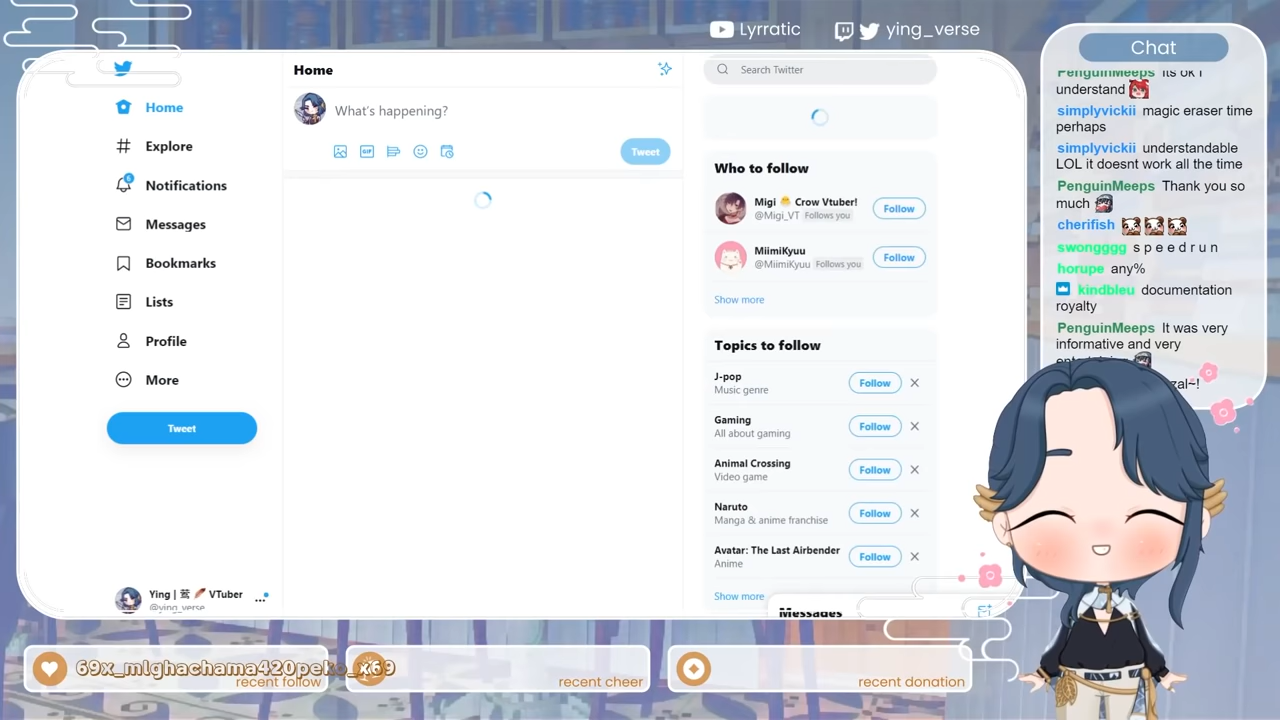 Lyrratic
ying_verse
Home
Explore
6
Notifications
Messages
Bookmarks
Lists
Profile
More
Tweet
Ying | 莺 🪶 VTuber
@ying_verse
Home
What's happening?
GIF
Tweet
Search Twitter
Who to follow
Migi 🐣 Crow Vtuber!
@Migi_VT Follows you
Follow
MiimiKyuu
@MiimiKyuu Follows you
Follow
Show more
Topics to follow
J-pop
Music genre
Follow
Gaming
All about gaming
Follow
Animal Crossing
Video game
Follow
Naruto
Manga & anime franchise
Follow
Avatar: The Last Airbender
Anime
Follow
Show more
Messages
Chat
PenguinMeeps Its ok I
understand
simplyvickii magic eraser time
perhaps
simplyvickii understandable
LOL it doesnt work all the time
PenguinMeeps Thank you so
much
cherifish
swongggg s p e e d r u n
horupe any%
kindbleu documentation
royalty
PenguinMeeps It was very
informative and very
zal~!
69x_mlghachama420peko_x69
recent follow
recent cheer
recent donation